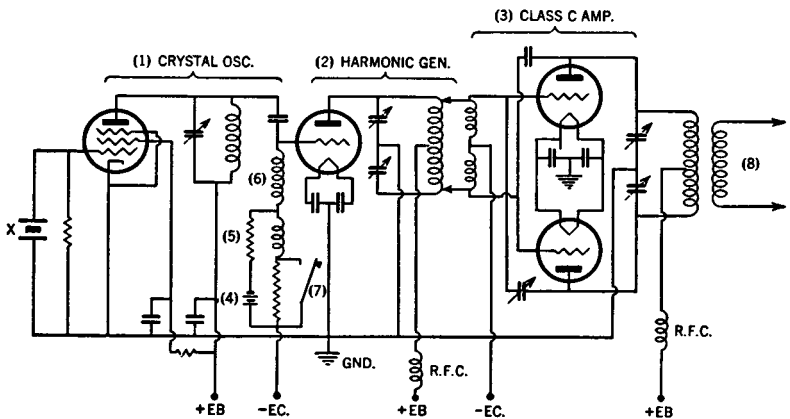 (3) CLASS C AMP.
(1) CRYSTAL OSC.
(2) HARMONIC GEN.
(6)
(8)
X
(5)
(4)
(7)
GND.
R.F.C.
R.F.C.
+EB
-EC.
+EB
-EC.
+EB